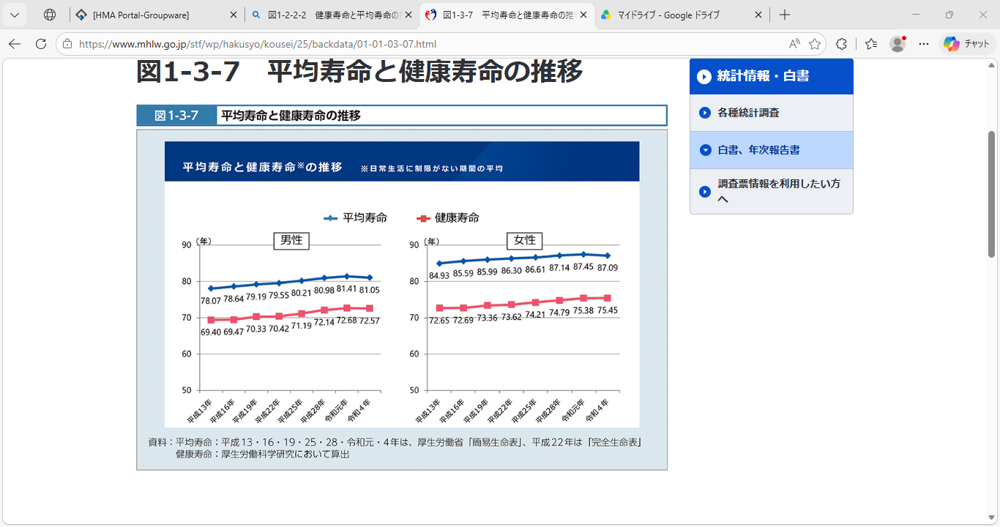 [HMA Portal-Groupware]
図1-2-2-2　健康寿命と平均寿命の
図1-3-7　平均寿命と健康寿命の推
マイドライブ - Google ドライブ
https://www.mhlw.go.jp/stf/wp/hakusyo/kousei/25/backdata/01-01-03-07.html
チャット
図1-3-7　平均寿命と健康寿命の推移
図1-3-7 平均寿命と健康寿命の推移
平均寿命と健康寿命※の推移 ※日常生活に制限がない期間の平均
平均寿命 健康寿命
男性
(年)
90
80
70
60
50
78.07 78.64 79.19 79.55 80.21 80.98 81.41 81.05
69.40 69.47 70.33 70.42 71.19 72.14 72.68 72.57
平成13年 平成16年 平成19年 平成22年 平成25年 平成28年 令和元年 令和4年
女性
(年)
90
80
70
60
50
84.93 85.59 85.99 86.30 86.61 87.14 87.45 87.09
72.65 72.69 73.36 73.62 74.21 74.79 75.38 75.45
平成13年 平成16年 平成19年 平成22年 平成25年 平成28年 令和元年 令和4年
資料：平均寿命：平成13・16・19・25・28・令和元・4年は、厚生労働省「簡易生命表」、平成22年は「完全生命表」
健康寿命：厚生労働科学研究において算出
統計情報・白書
各種統計調査
白書、年次報告書
調査票情報を利用したい方
へ